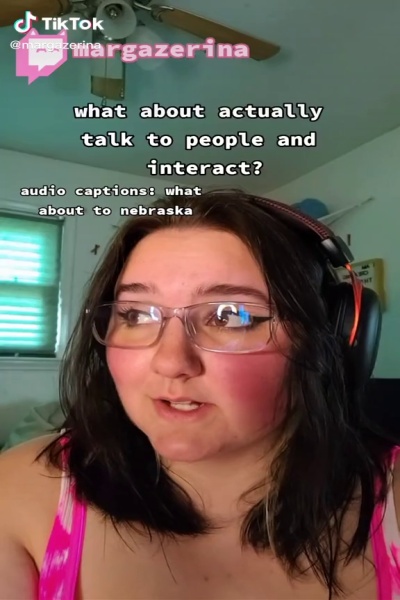 TikTok
@margazerina
margazerina
what about actually
talk to people and
interact?
audio captions: what
about to nebraska